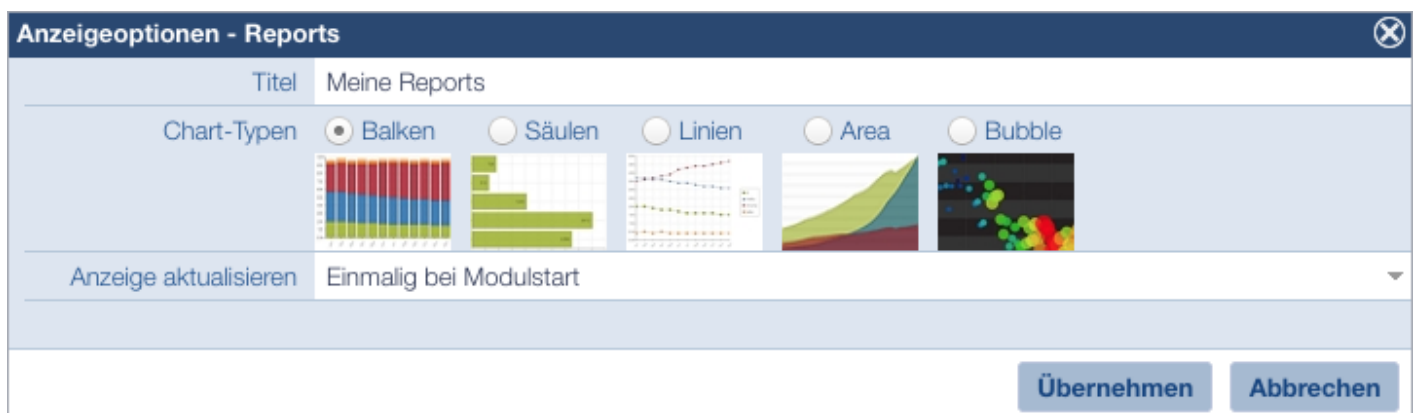 Anzeigeoptionen - Reports
Titel Meine Reports
Chart-Typen Balken Säulen Linien Area Bubble
Anzeige aktualisieren Einmalig bei Modulstart
Übernehmen Abbrechen